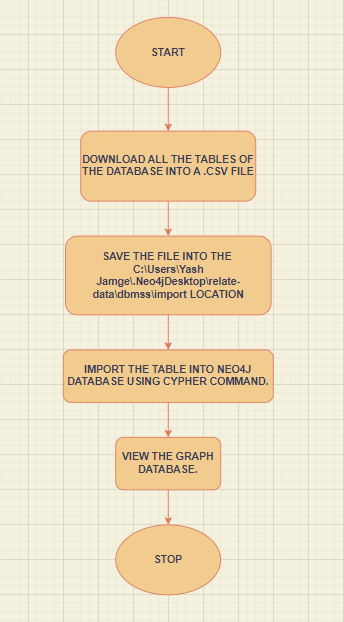 START
DOWNLOAD ALL THE TABLES OF
THE DATABASE INTO A .CSV FILE
SAVE THE FILE INTO THE
C:\Users\Yash
Jamge\.Neo4jDesktop\relate-
data\dbmss\import LOCATION
IMPORT THE TABLE INTO NEO4J
DATABASE USING CYPHER COMMAND.
VIEW THE GRAPH
DATABASE.
STOP